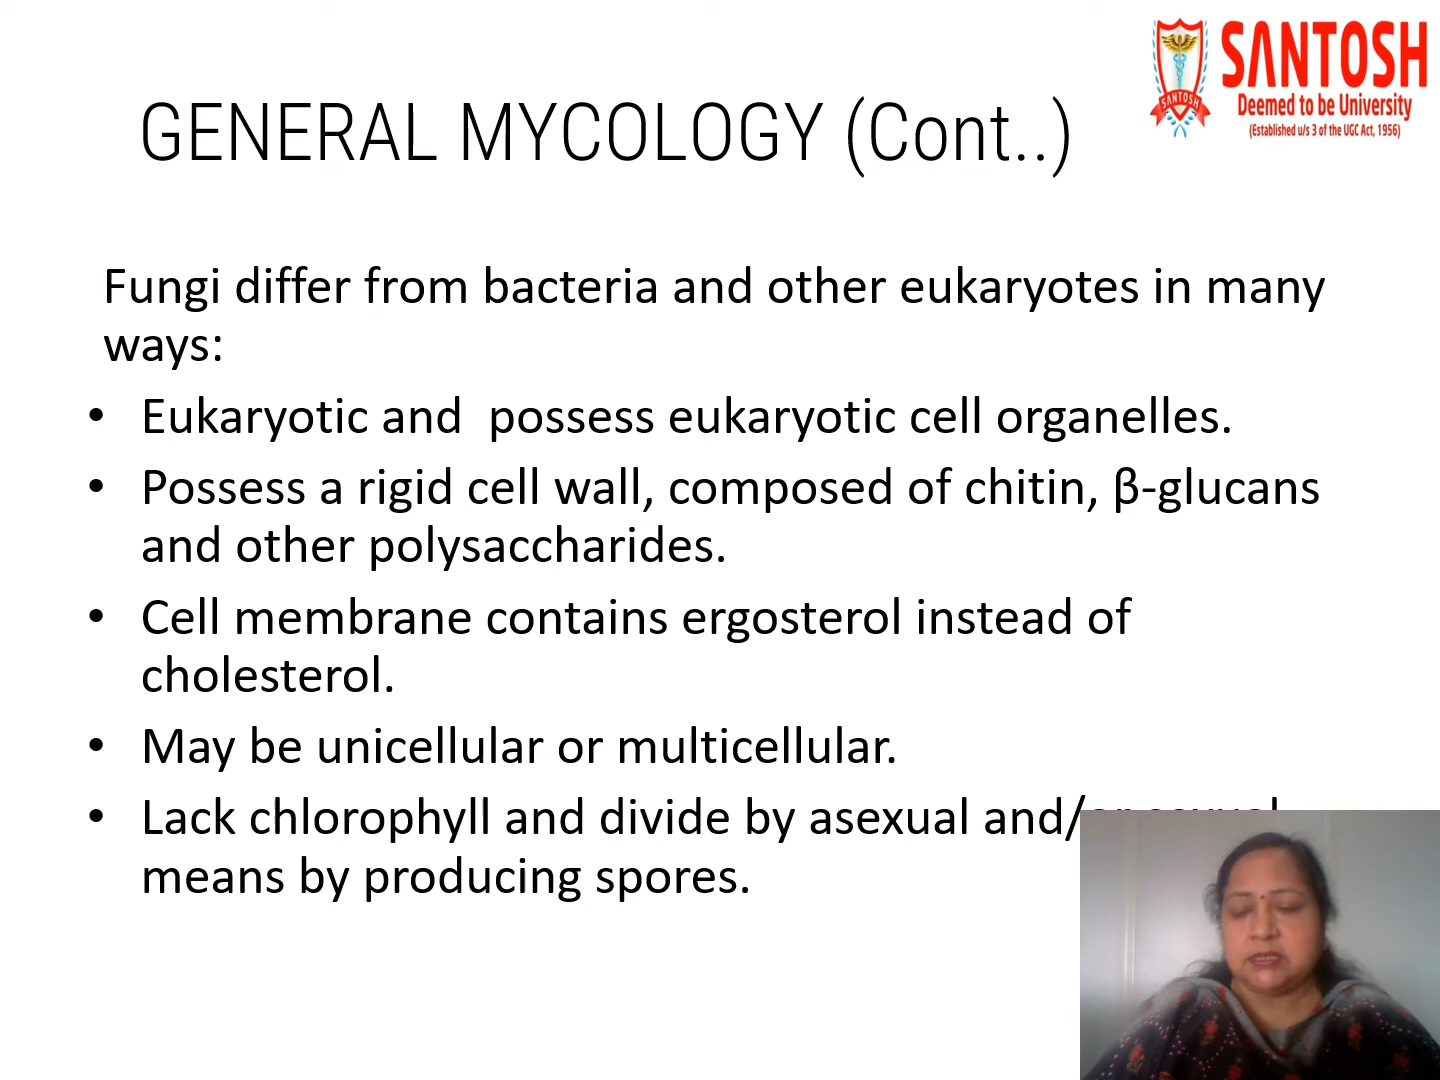 SANTOSH
Deemed to be University
(Established u/s 3 of the UGC Act, 1956)
SANTOSH
GENERAL MYCOLOGY (Cont..)
Fungi differ from bacteria and other eukaryotes in many
ways:
• Eukaryotic and  possess eukaryotic cell organelles.
• Possess a rigid cell wall, composed of chitin, β-glucans
and other polysaccharides.
• Cell membrane contains ergosterol instead of
cholesterol.
• May be unicellular or multicellular.
• Lack chlorophyll and divide by asexual and/
means by producing spores.